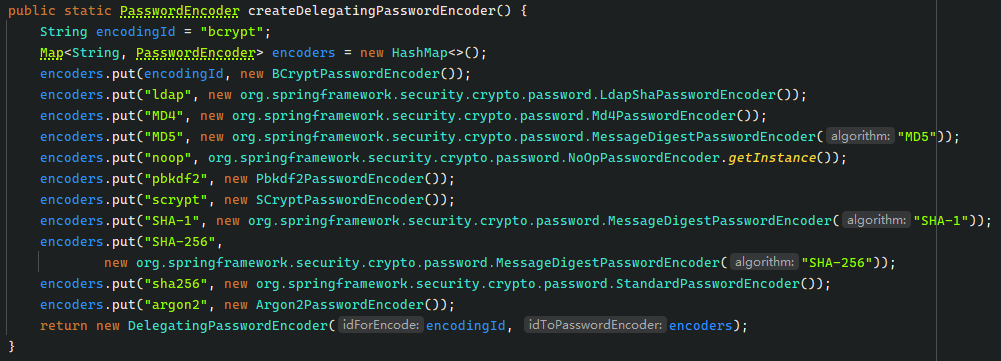 public static PasswordEncoder createDelegatingPasswordEncoder() {
    String encodingId = "bcrypt";
    Map<String, PasswordEncoder> encoders = new HashMap<>();
    encoders.put(encodingId, new BCryptPasswordEncoder());
    encoders.put("ldap", new org.springframework.security.crypto.password.LdapShaPasswordEncoder());
    encoders.put("MD4", new org.springframework.security.crypto.password.Md4PasswordEncoder());
    encoders.put("MD5", new org.springframework.security.crypto.password.MessageDigestPasswordEncoder( algorithm: "MD5"));
    encoders.put("noop", org.springframework.security.crypto.password.NoOpPasswordEncoder.getInstance());
    encoders.put("pbkdf2", new Pbkdf2PasswordEncoder());
    encoders.put("scrypt", new SCryptPasswordEncoder());
    encoders.put("SHA-1", new org.springframework.security.crypto.password.MessageDigestPasswordEncoder( algorithm: "SHA-1"));
    encoders.put("SHA-256",
            new org.springframework.security.crypto.password.MessageDigestPasswordEncoder( algorithm: "SHA-256"));
    encoders.put("sha256", new org.springframework.security.crypto.password.StandardPasswordEncoder());
    encoders.put("argon2", new Argon2PasswordEncoder());
    return new DelegatingPasswordEncoder( idForEncode: encodingId, idToPasswordEncoder: encoders);
}